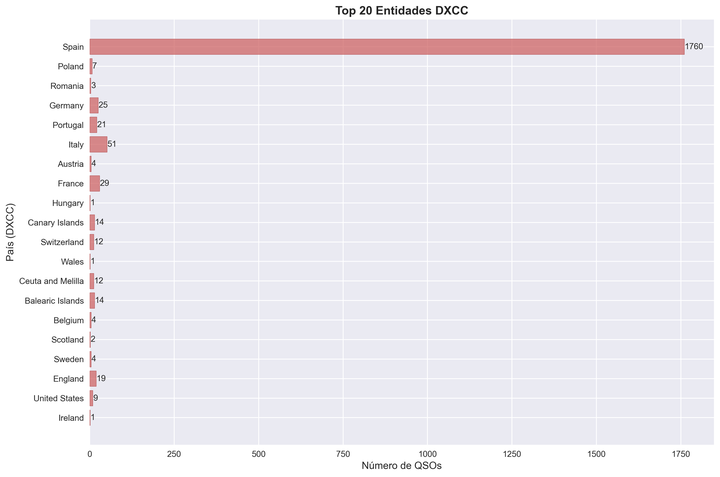 Top 20 Entidades DXCC
País (DXCC)
Spain 1760
Poland 7
Romania 3
Germany 25
Portugal 21
Italy 51
Austria 4
France 29
Hungary 1
Canary Islands 14
Switzerland 12
Wales 1
Ceuta and Melilla 12
Balearic Islands 14
Belgium 4
Scotland 2
Sweden 4
England 19
United States 9
Ireland 1
0 250 500 750 1000 1250 1500 1750
Número de QSOs